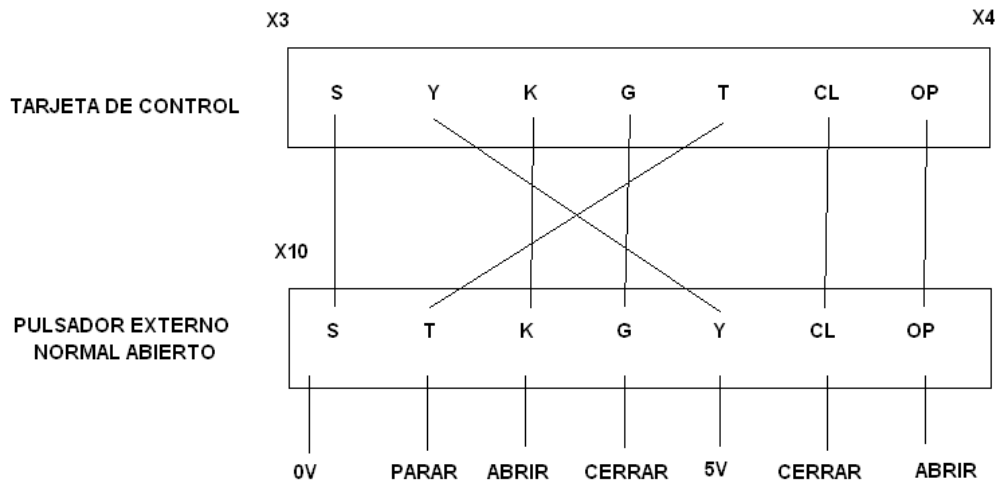 X3 X4
TARJETA DE CONTROL
S Y K G T CL OP
X10
PULSADOR EXTERNO
NORMAL ABIERTO
S T K G Y CL OP
0V PARAR ABRIR CERRAR 5V CERRAR ABRIR